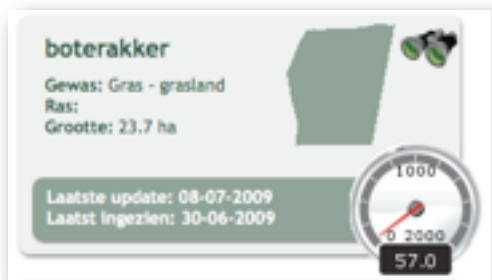 boterakker
Gewas: Gras - grasland
Ras:
Grootte: 23.7 ha
Laatste update: 08-07-2009
Laatst ingezien: 30-06-2009
1000
0 2000
57.0